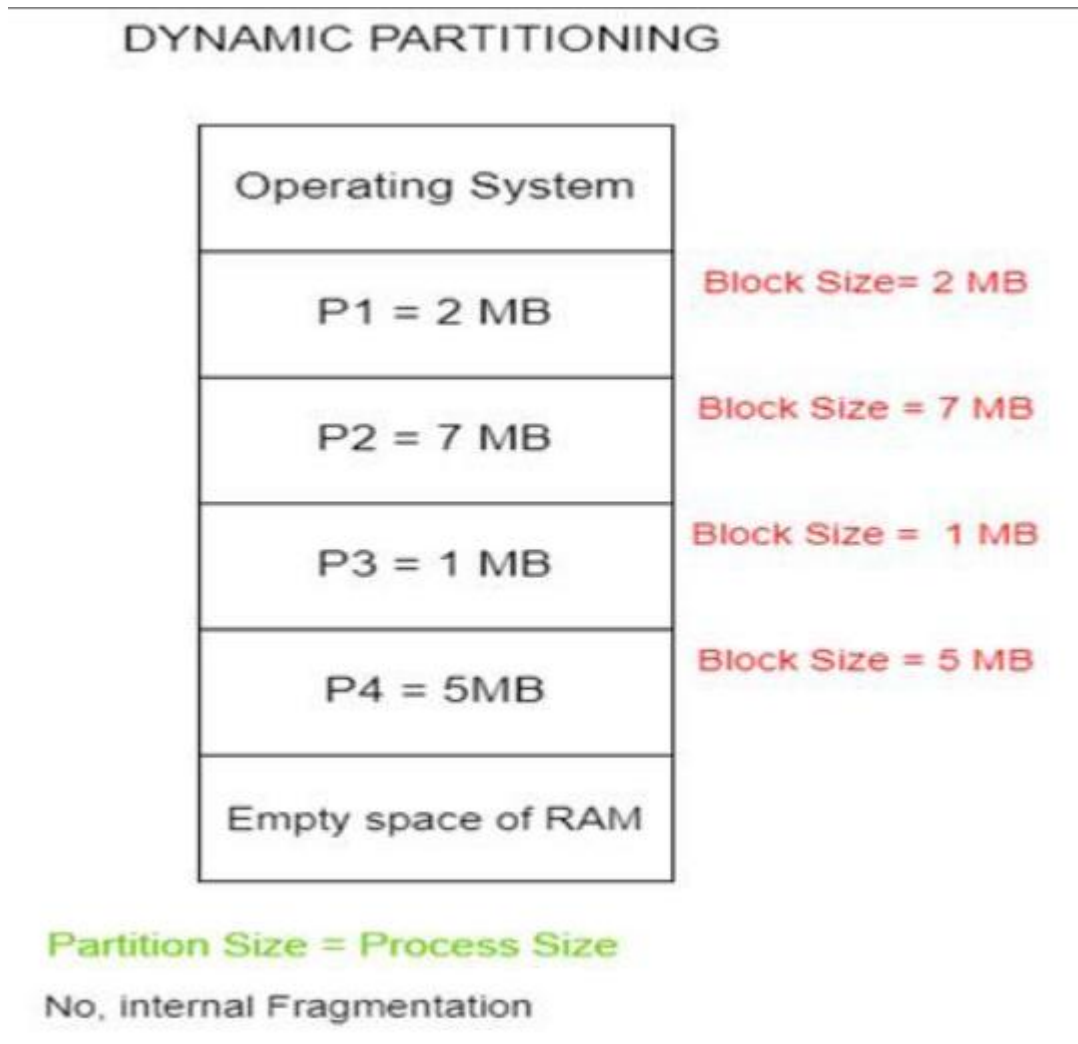 DYNAMIC PARTITIONING
Operating System
Block Size= 2 MB
P1 = 2 MB
Block Size = 7 MB
P2 = 7 MB
Block Size = 1 MB
P3 = 1 MB
Block Size = 5 MB
P4 = 5MB
Empty space of RAM
Partition Size = Process Size
No, internal Fragmentation